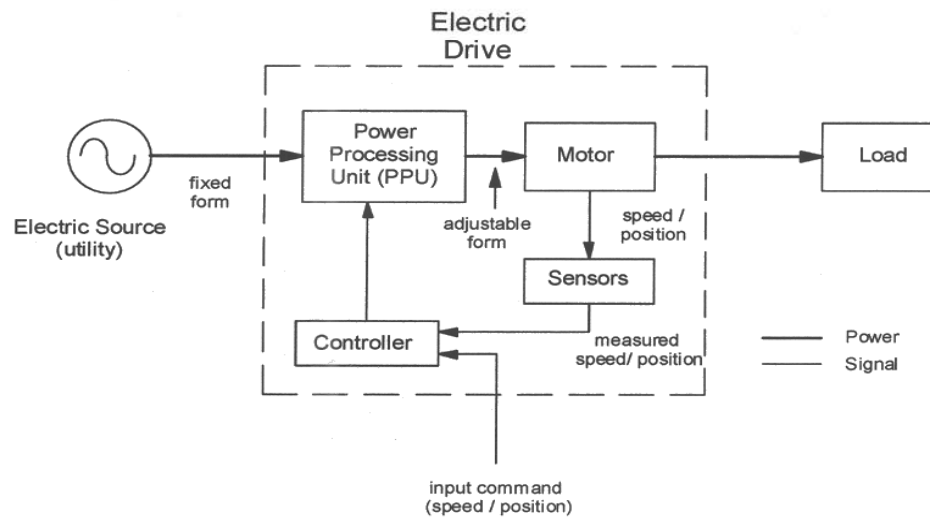 Electric
Drive
Power
Processing
Unit (PPU)
Motor
Load
fixed
form
adjustable
form
speed /
position
Electric Source
(utility)
Sensors
Controller
measured
speed/ position
Power
Signal
input command
(speed / position)